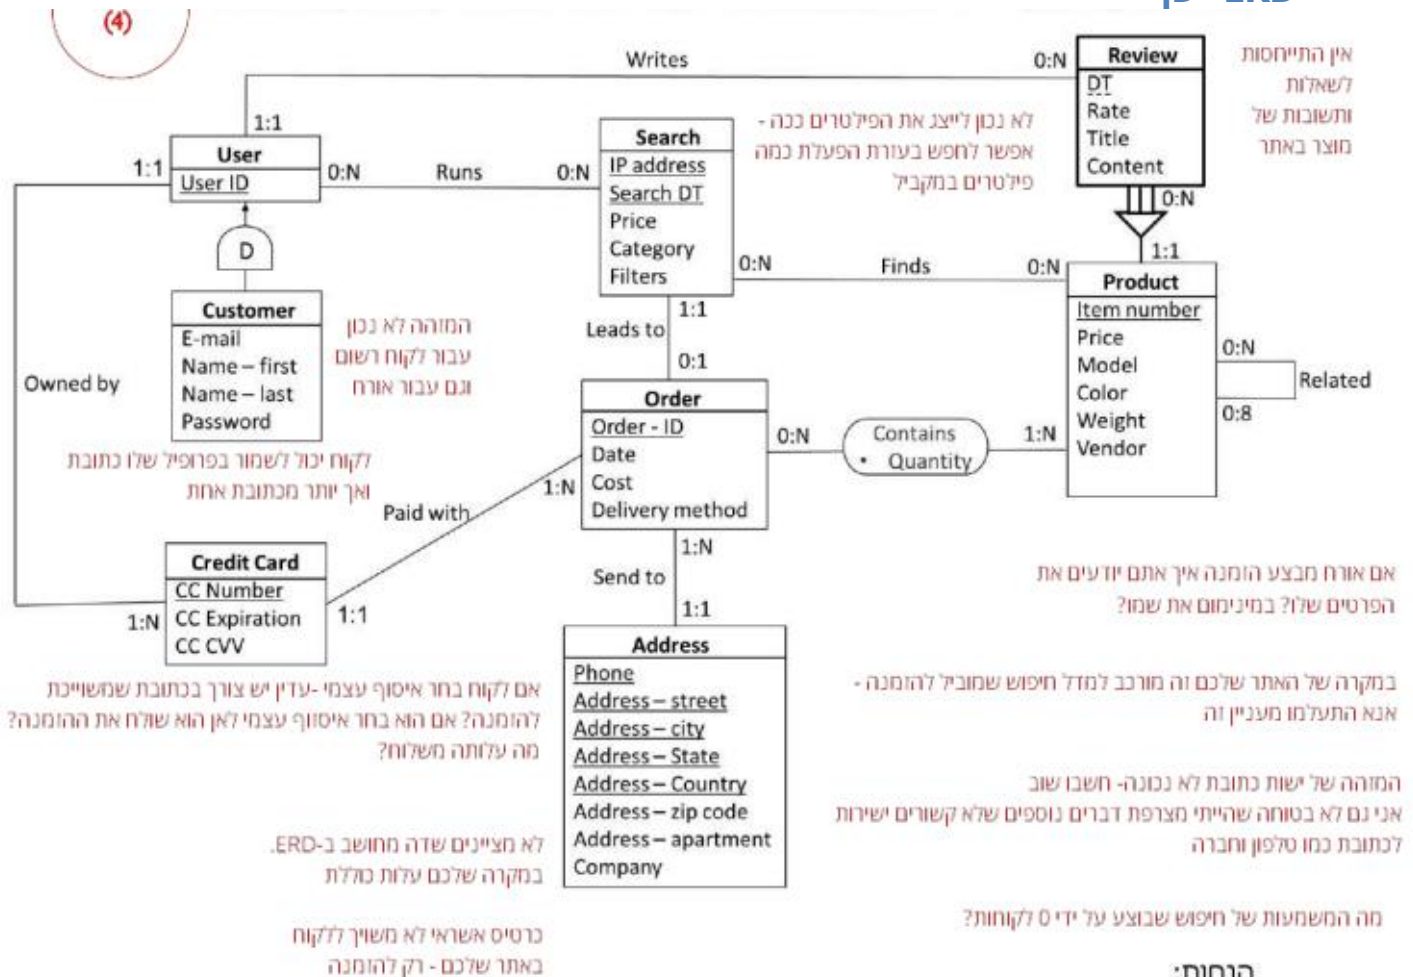 (4)
Writes
0:N
Review
DT
Rate
Title
Content
אין התייחסות
לשאלות
ותשובות של
מוצר באתר
1:1
User
User ID
1:1
0:N
Runs
0:N
Search
IP address
Search DT
Price
Category
Filters
לא נכון לייצג את הפילטרים ככה -
אפשר לחפש בעזרת הפעלת כמה
פילטרים במקביל
0:N
1:1
D
0:N
Finds
0:N
Product
Item number
Price
Model
Color
Weight
Vendor
0:N
Related
0:8
Customer
E-mail
Name – first
Name – last
Password
המזהה לא נכון
עבור לקוח רשום
וגם עבור אורח
1:1
Leads to
0:1
Owned by
Order
Order - ID
Date
Cost
Delivery method
0:N
Contains
• Quantity
1:N
לקוח יכול לשמור בפרופיל שלו כתובת
ואף יותר מכתובת אחת
1:N
Paid with
Credit Card
CC Number
CC Expiration
CC CVV
1:N
1:1
1:N
Send to
1:1
אם אורח מבצע הזמנה איך אתם יודעים את
הפרטים שלו? במינימום את שמו?
Address
Phone
Address – street
Address – city
Address – State
Address – Country
Address – zip code
Address – apartment
Company
אם לקוח בחר איסוף עצמי -עדין יש צורך בכתובת שמשוייכת
להזמנה? אם הוא בחר איסוף עצמי לאן הוא שולח את ההזמנה?
מה עלותה משלוח?
במקרה של האתר שלכם זה מורכב למדל חיפוש שמוביל להזמנה -
אנא התעלמו מעניין זה
המזהה של ישות כתובת לא נכונה- חשבו שוב
אני גם לא בטוחה שהייתי מצרפת דברים נוספים שלא קשורים ישירות
לכתובת כמו טלפון וחברה
לא מציינים שדה מחושב ב-ERD.
במקרה שלכם עלות כוללת
מה המשמעות של חיפוש שבוצע על ידי 0 לקוחות?
כרטיס אשראי לא משויך ללקוח
באתר שלכם - רק להזמנה
הנחות: